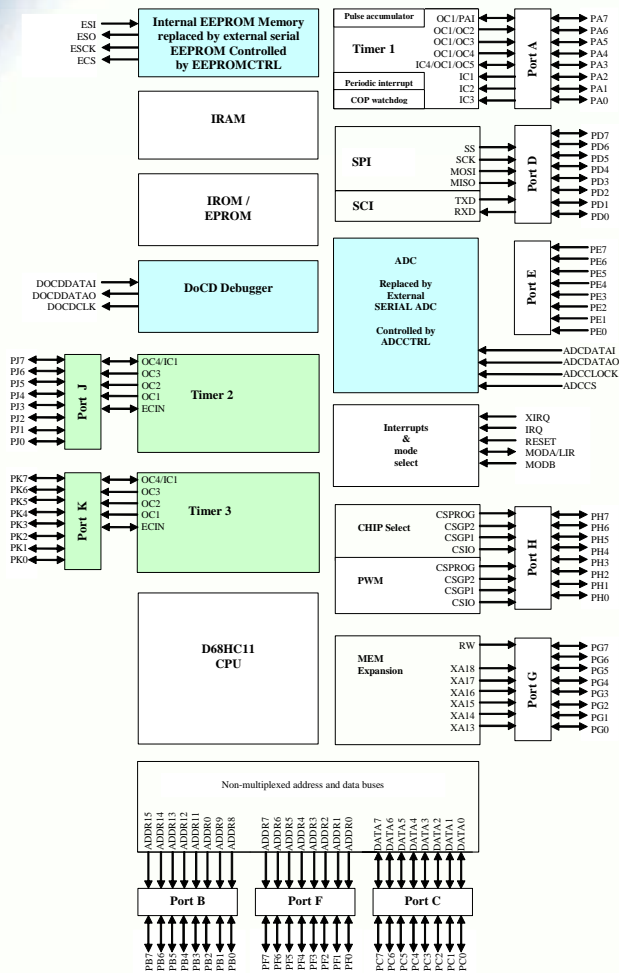 ESI
ESO
ESCK
ECS
Internal EEPROM Memory
replaced by external serial
EEPROM Controlled
by EEPROMCTRL
IRAM
IROM /
EPROM
DOCDDATAI
DOCDDATAO
DOCDCLK
DoCD Debugger
PJ7
PJ6
PJ5
PJ4
PJ3
PJ2
PJ1
PJ0
Port J
OC4/IC1
OC3
OC2
OC1
ECIN
Timer 2
PK7
PK6
PK5
PK4
PK3
PK2
PK1
PK0
Port K
OC4/IC1
OC3
OC2
OC1
ECIN
Timer 3
D68HC11
CPU
Pulse accumulator
Timer 1
Periodic interrupt
COP watchdog
OC1/PAI
OC1/OC2
OC1/OC3
OC1/OC4
IC4/OC1/OC5
IC1
IC2
IC3
Port A
PA7
PA6
PA5
PA4
PA3
PA2
PA1
PA0
SPI
SS
SCK
MOSI
MISO
SCI
TXD
RXD
Port D
PD7
PD6
PD5
PD4
PD3
PD2
PD1
PD0
ADC
Replaced by
External
SERIAL ADC
Controlled by
ADCCTRL
Port E
PE7
PE6
PE5
PE4
PE3
PE2
PE1
PE0
ADCDATAI
ADCDATAO
ADCCLOCK
ADCCS
Interrupts
&
mode
select
XIRQ
IRQ
RESET
MODA/LIR
MODB
CHIP Select
CSPROG
CSGP2
CSGP1
CSIO
PWM
CSPROG
CSGP2
CSGP1
CSIO
Port H
PH7
PH6
PH5
PH4
PH3
PH2
PH1
PH0
MEM
Expansion
RW
XA18
XA17
XA16
XA15
XA14
XA13
Port G
PG7
PG6
PG5
PG4
PG3
PG2
PG1
PG0
Non-multiplexed address and data buses
ADDR15
ADDR14
ADDR13
ADDR12
ADDR11
ADDR0
ADDR9
ADDR8
ADDR7
ADDR6
ADDR5
ADDR4
ADDR3
ADDR2
ADDR1
ADDR0
DATA7
DATA6
DATA5
DATA4
DATA3
DATA2
DATA1
DATA0
Port B
Port F
Port C
PB7
PB6
PB5
PB4
PB3
PB2
PB1
PB0
PF7
PF6
PF5
PF4
PF3
PF2
PF1
PF0
PC7
PC6
PC5
PC4
PC3
PC2
PC1
PC0